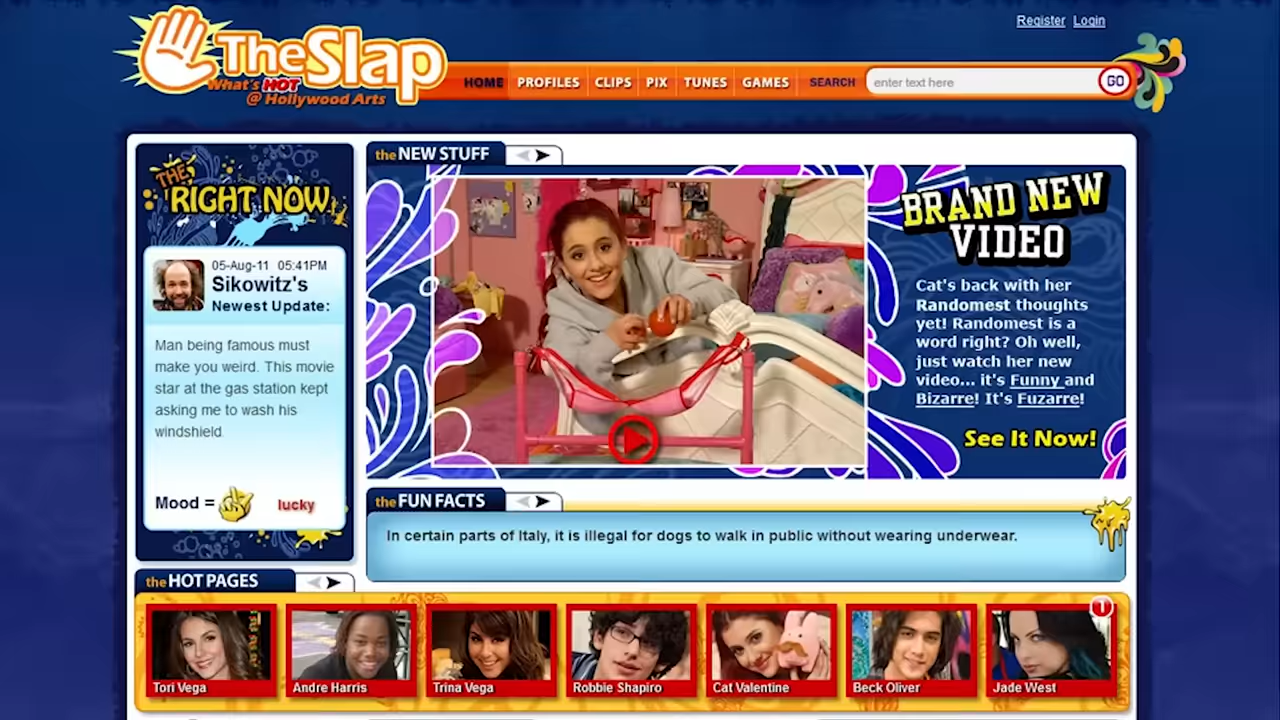 Register Login
TheSlap
What's HOT
@ Hollywood Arts
HOME PROFILES CLIPS PIX TUNES GAMES SEARCH enter text here GO
THE
RIGHT NOW
05-Aug-11 05:41PM
Sikowitz's
Newest Update:
Man being famous must
make you weird. This movie
star at the gas station kept
asking me to wash his
windshield.
Mood = lucky
the NEW STUFF
BRAND NEW
VIDEO
Cat's back with her
Randomest thoughts
yet! Randomest is a
word right? Oh well,
just watch her new
video... it's Funny and
Bizarre! It's Fuzarre!
See It Now!
the FUN FACTS
In certain parts of Italy, it is illegal for dogs to walk in public without wearing underwear.
the HOT PAGES
1
Tori Vega Andre Harris Trina Vega Robbie Shapiro Cat Valentine Beck Oliver Jade West